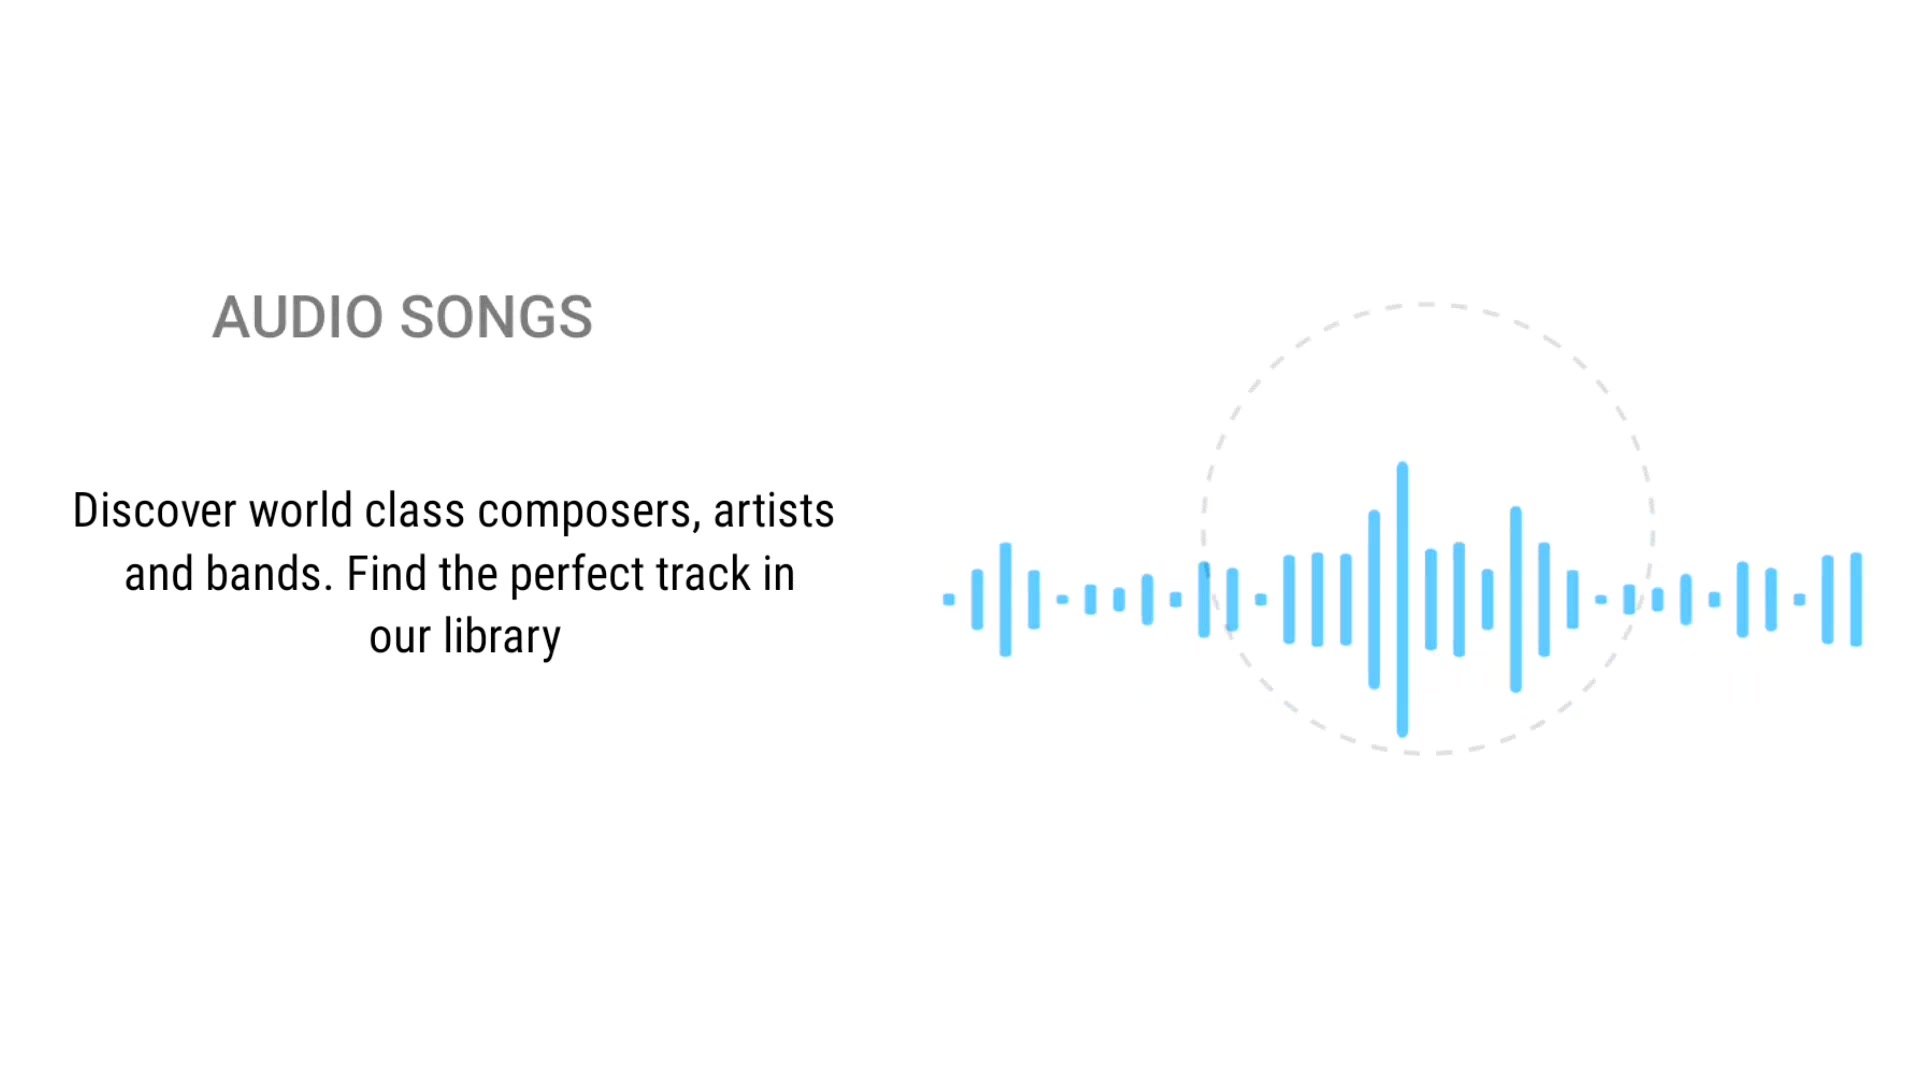 AUDIO SONGS
Discover world class composers, artists
and bands. Find the perfect track in
our library